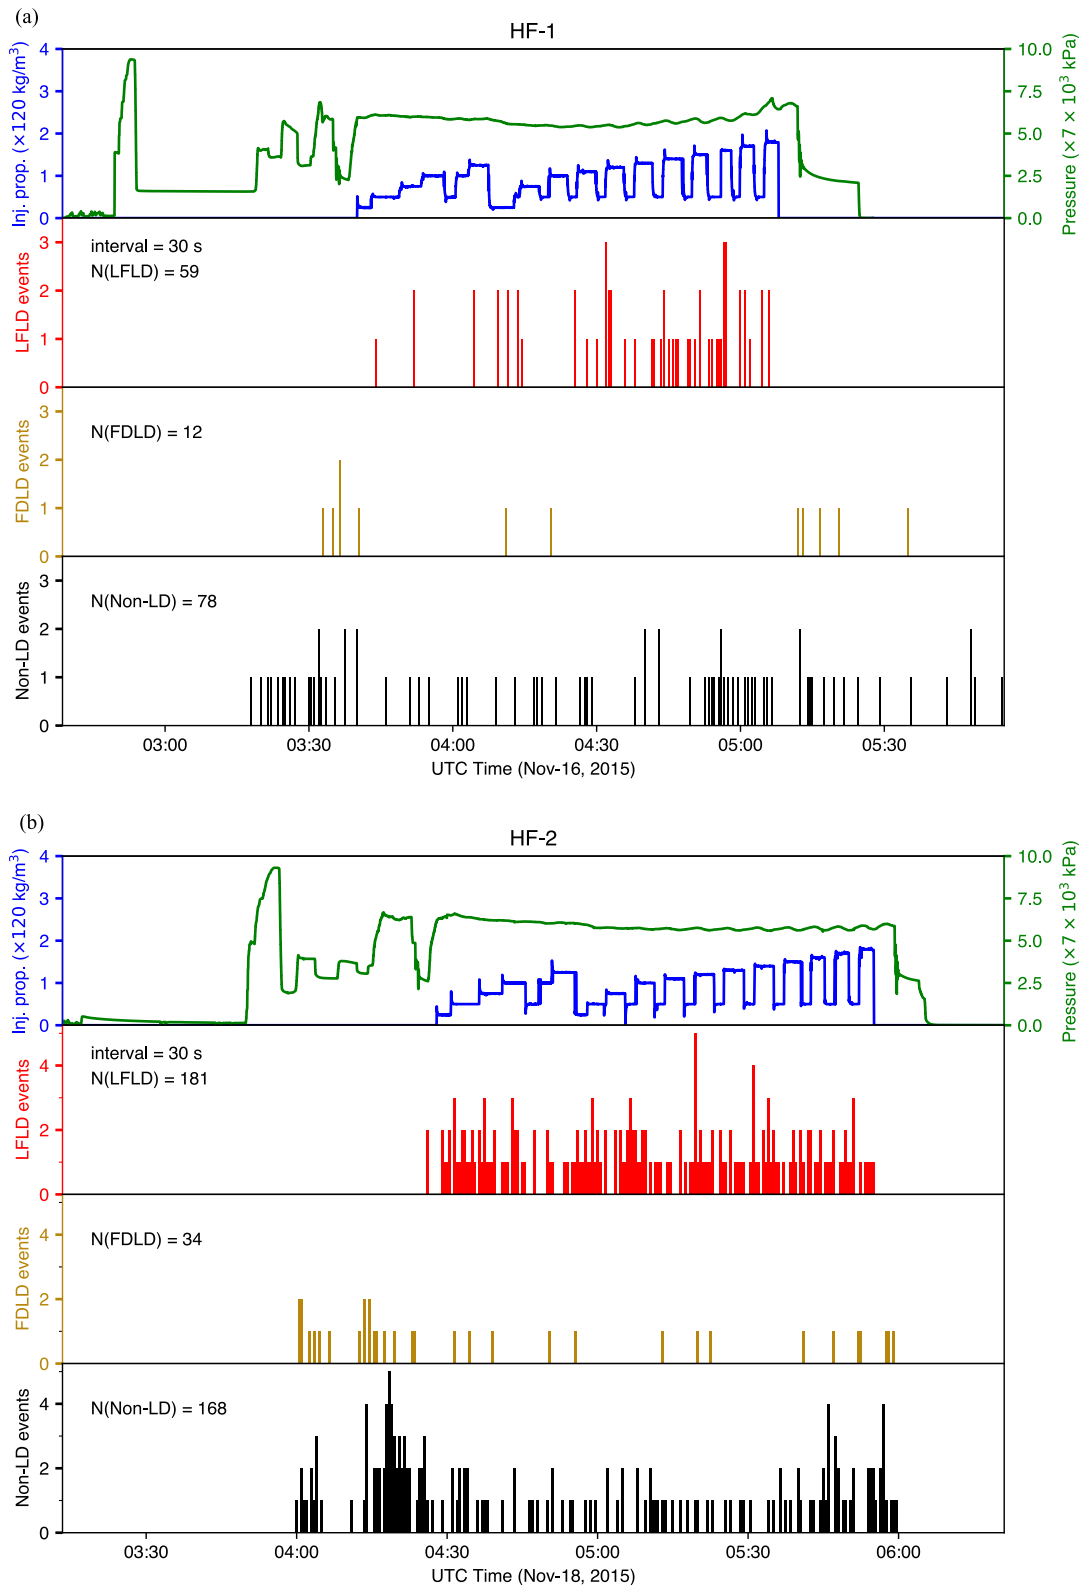 (a)
HF-1
Inj. prop. (×120 kg/m³)
4
3
2
1
0
10.0
7.5
5.0
2.5
0.0
Pressure (×7 × 10³ kPa)
interval = 30 s
N(LFLD) = 59
LFLD events
3
2
1
0
N(FDLD) = 12
FDLD events
3
2
1
0
N(Non-LD) = 78
Non-LD events
3
2
1
0
03:00 03:30 04:00 04:30 05:00 05:30
UTC Time (Nov-16, 2015)
(b)
HF-2
Inj. prop. (×120 kg/m³)
4
3
2
1
0
10.0
7.5
5.0
2.5
0.0
Pressure (×7 × 10³ kPa)
interval = 30 s
N(LFLD) = 181
LFLD events
4
2
0
N(FDLD) = 34
FDLD events
4
2
0
N(Non-LD) = 168
Non-LD events
4
2
0
03:30 04:00 04:30 05:00 05:30 06:00
UTC Time (Nov-18, 2015)